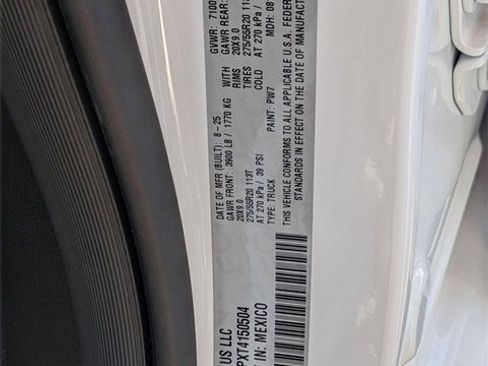 US LLC
PXT4150504
IN: MEXICO
DATE OF MFR (BUILT): 8-25
GAWR FRONT: 3900 LB / 1770 KG WITH
20X9.0 RIMS
275/55R20 113T TIRES
AT 270 kPa / 39 PSI COLD
TYPE: TRUCK PAINT: PW7
GVWR: 7100
GAWR REAR:
20X9.0
275/55R20 11
AT 270 kPa /
MDH: 08
THIS VEHICLE CONFORMS TO ALL APPLICABLE U.S.A. FEDER
STANDARDS IN EFFECT ON THE DATE OF MANUFACT